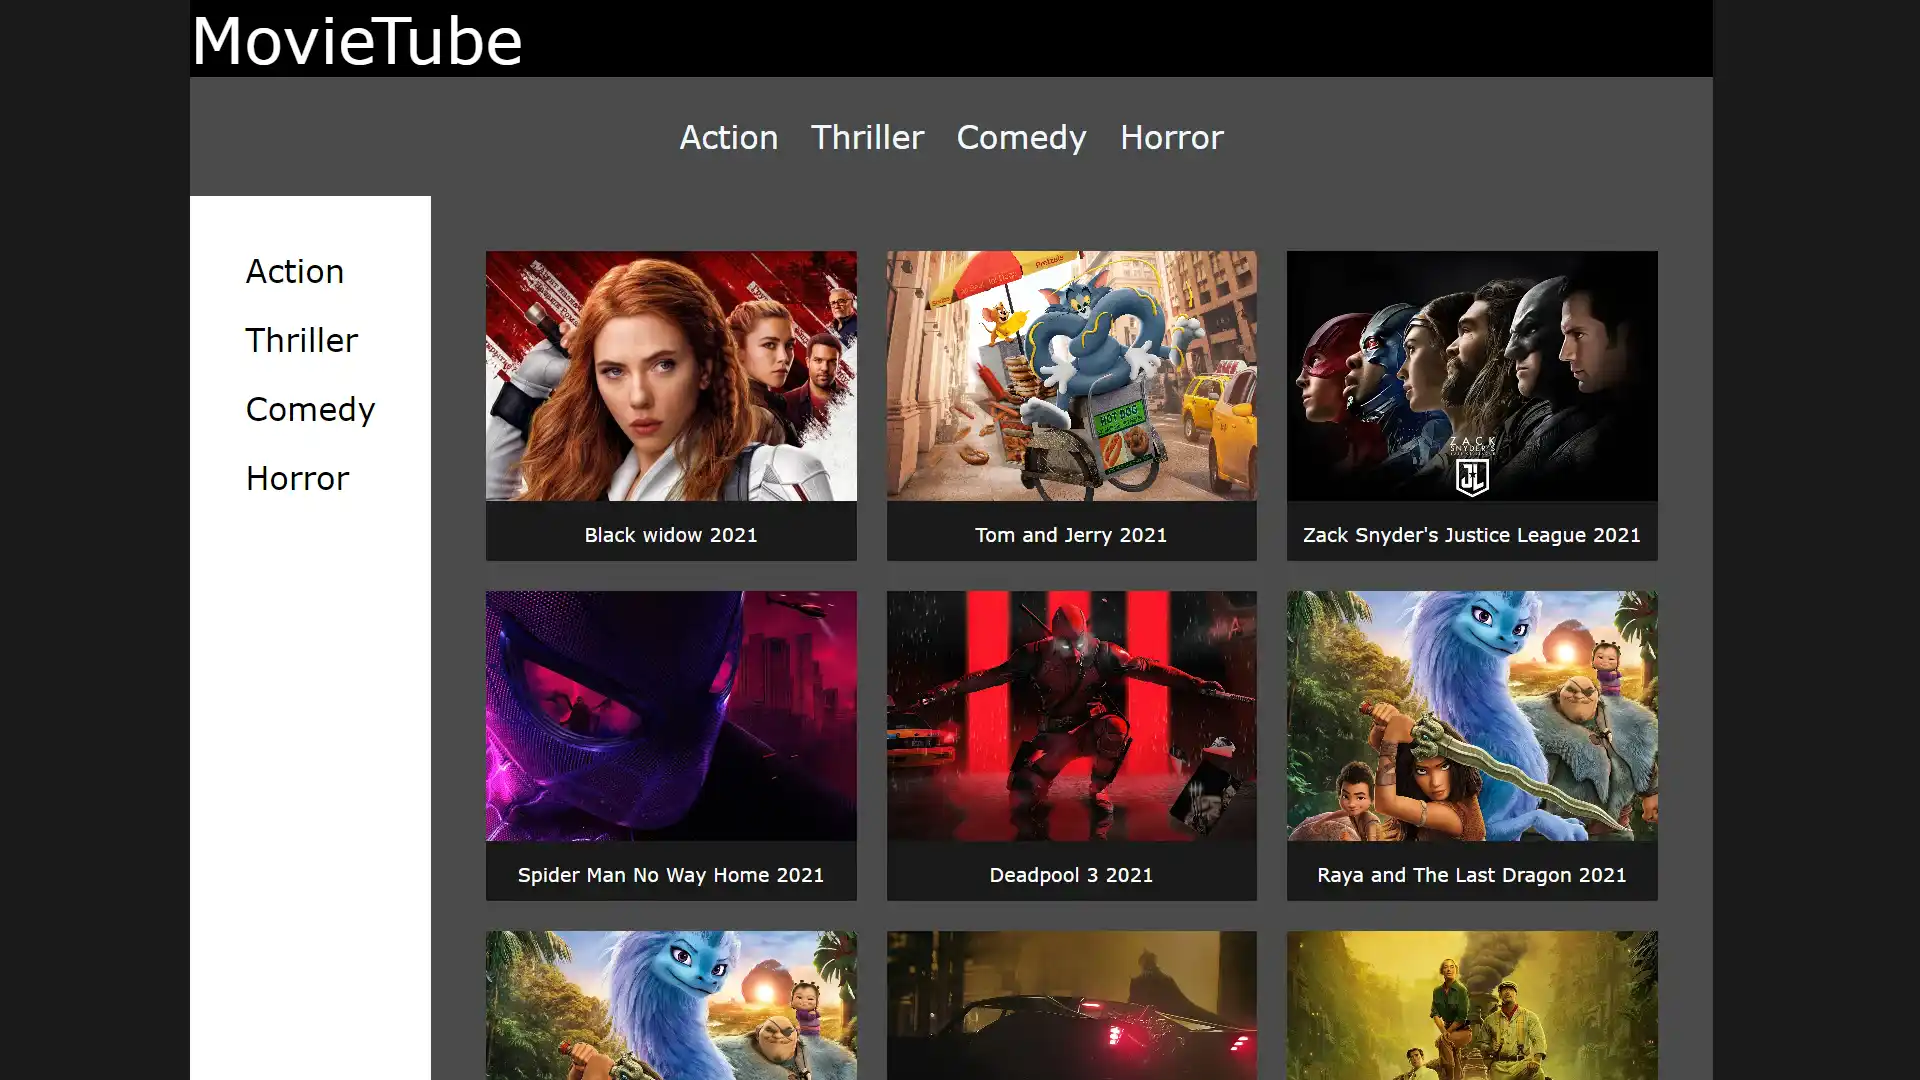 MovieTube
Action Thriller Comedy Horror
Action
Thriller
Comedy
Horror
HOT DOG
ZACK
SNYDER'S
JL
Black widow 2021
Tom and Jerry 2021
Zack Snyder's Justice League 2021
Spider Man No Way Home 2021
Deadpool 3 2021
Raya and The Last Dragon 2021